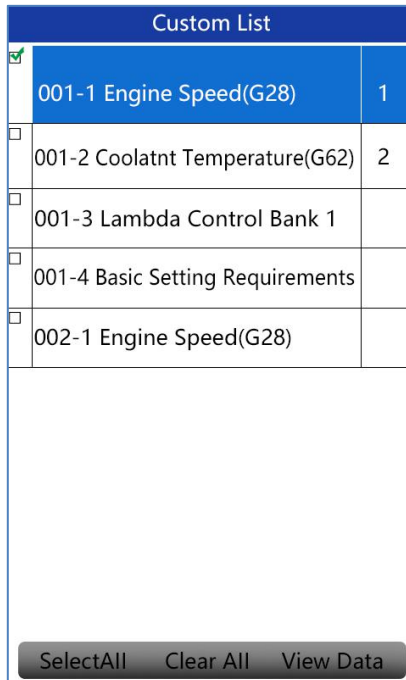 Custom List
001-1 Engine Speed(G28) 1
001-2 Coolatnt Temperature(G62) 2
001-3 Lambda Control Bank 1
001-4 Basic Setting Requirements
002-1 Engine Speed(G28)
SelectAll Clear All View Data